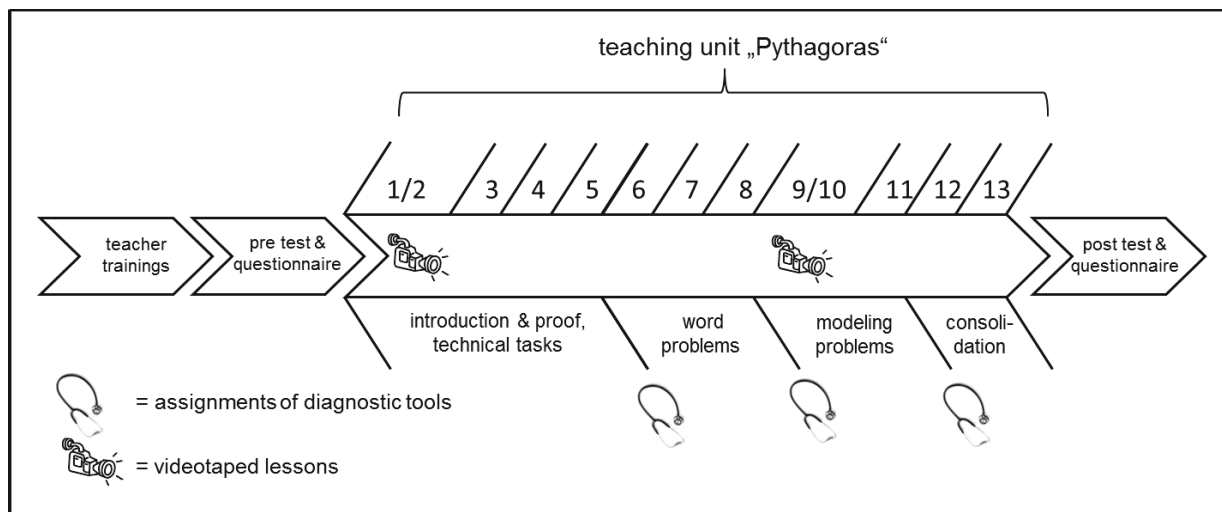 teaching unit „Pythagoras“
1/2 3 4 5 6 7 8 9/10 11 12 13
teacher
trainings
pre test &
questionnaire
post test &
questionnaire
introduction & proof,
technical tasks
word
problems
modeling
problems
consoli-
dation
= assignments of diagnostic tools
= videotaped lessons